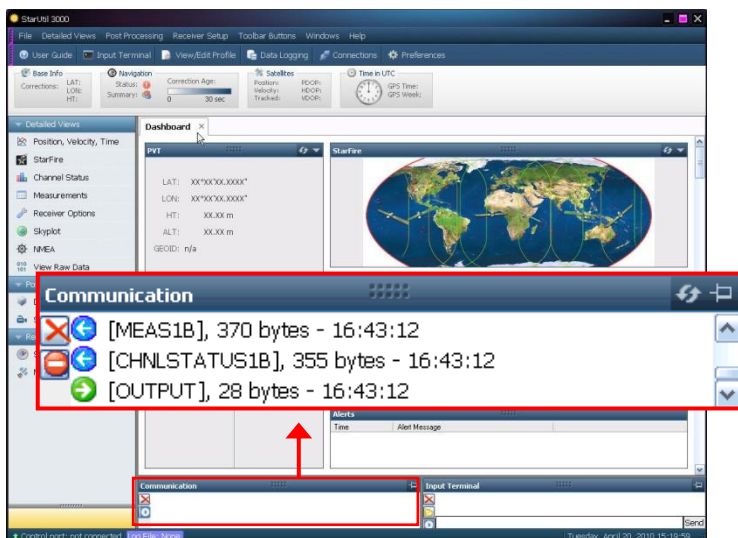 StarUtil 3000
File Detailed Views Post Processing Receiver Setup Toolbar Buttons Windows Help
User Guide Input Terminal View/Edit Profile Data Logging Connections Preferences
Base Info Navigation Satellites Time in UTC
Corrections: LAT: LON: HT:
Status: Summary:
Correction Age: 0 30 sec
Position: Velocity: Tracked:
PDOP: HDOP: VDOP:
GPS Time:
GPS Week:
Detailed Views
Position, Velocity, Time
StarFire
Channel Status
Measurements
Receiver Options
Skyplot
NMEA
View Raw Data
Dashboard
PVT
LAT: XX°XX'XX.XXXX"
LON: XX°XX'XX.XXXX"
HT: XX.XX m
ALT: XX.XX m
GEOID: n/a
StarFire
Communication
[MEAS1B], 370 bytes - 16:43:12
[CHNLSTATUS1B], 355 bytes - 16:43:12
[OUTPUT], 28 bytes - 16:43:12
Alerts
Time Alert Message
Communication
Input Terminal
Send
Control port: not connected Log File: None Tuesday, April 20, 2010 15:19:59